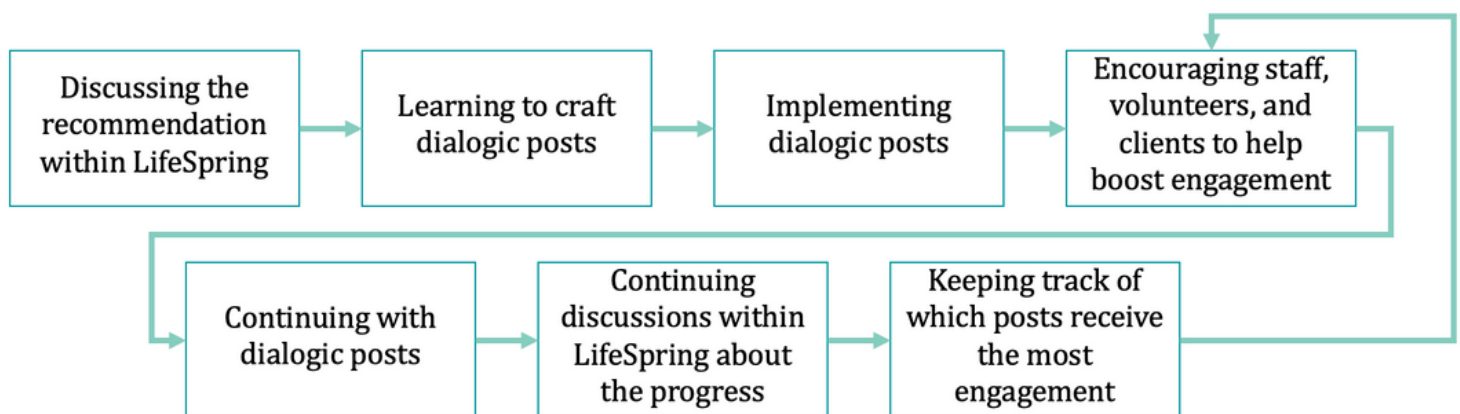 Discussing the
recommendation
within LifeSpring
Learning to craft
dialogic posts
Implementing
dialogic posts
Encouraging staff,
volunteers, and
clients to help
boost engagement
Continuing with
dialogic posts
Continuing
discussions within
LifeSpring about
the progress
Keeping track of
which posts receive
the most
engagement